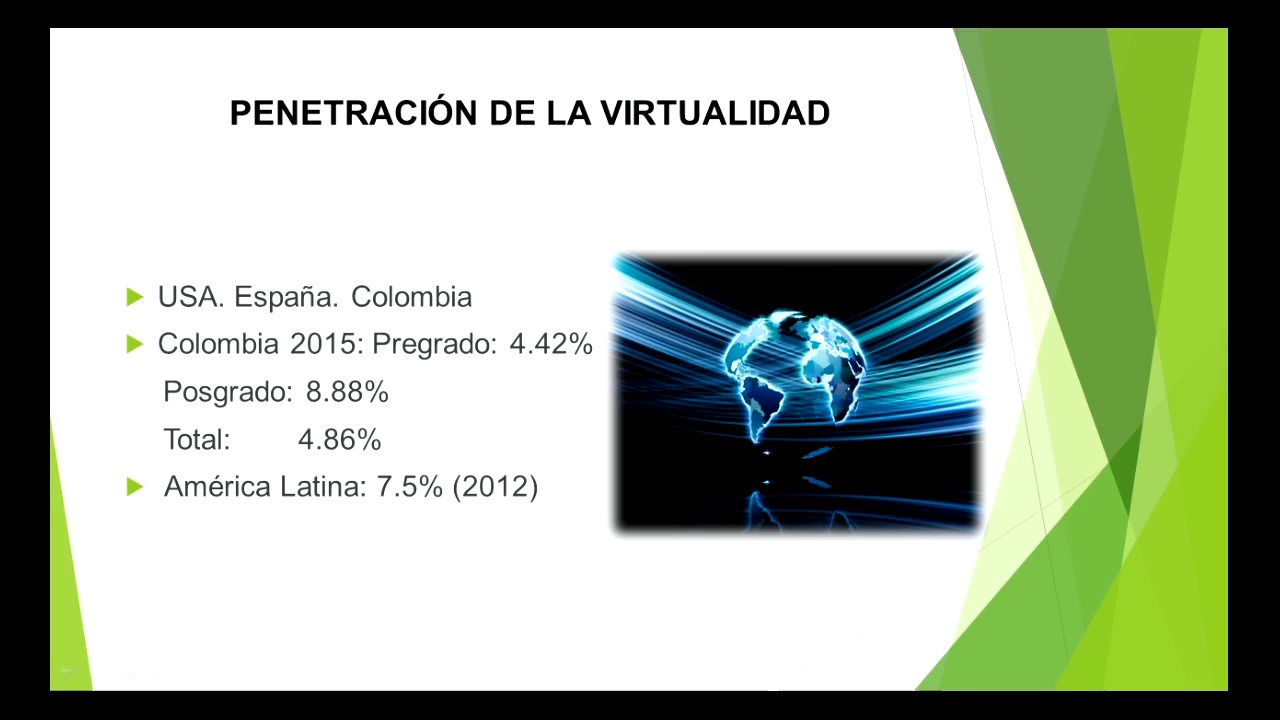 PENETRACIÓN DE LA VIRTUALIDAD
USA. España. Colombia
Colombia 2015: Pregrado: 4.42%
Posgrado: 8.88%
Total: 4.86%
América Latina: 7.5% (2012)